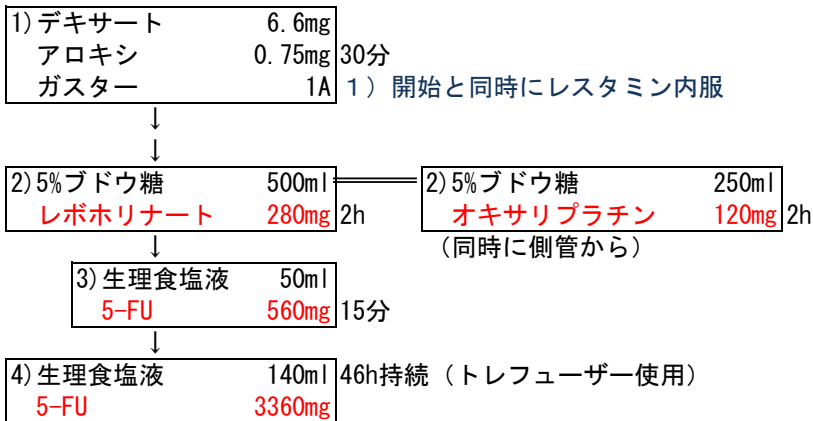 1)デキサート 6.6mg
アロキシ 0.75mg 30分
ガスター 1A 1）開始と同時にレスタミン内服
↓
↓
2)5%ブドウ糖 500ml 2)5%ブドウ糖 250ml
レボホリナート 280mg 2h オキサリプラチン 120mg 2h
↓ （同時に側管から）
3)生理食塩液 50ml
5-FU 560mg 15分
↓
4)生理食塩液 140ml 46h持続（トレフューザー使用）
5-FU 3360mg